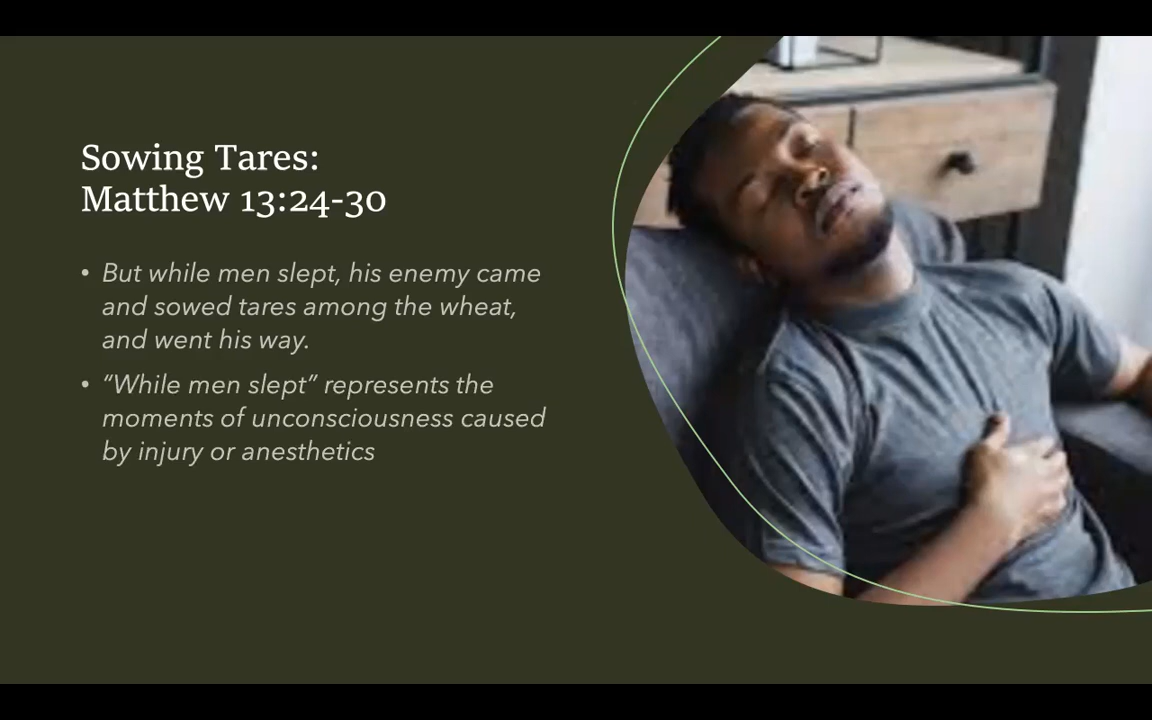 Sowing Tares:
Matthew 13:24-30
• But while men slept, his enemy came
and sowed tares among the wheat,
and went his way.
• “While men slept” represents the
moments of unconsciousness caused
by injury or anesthetics